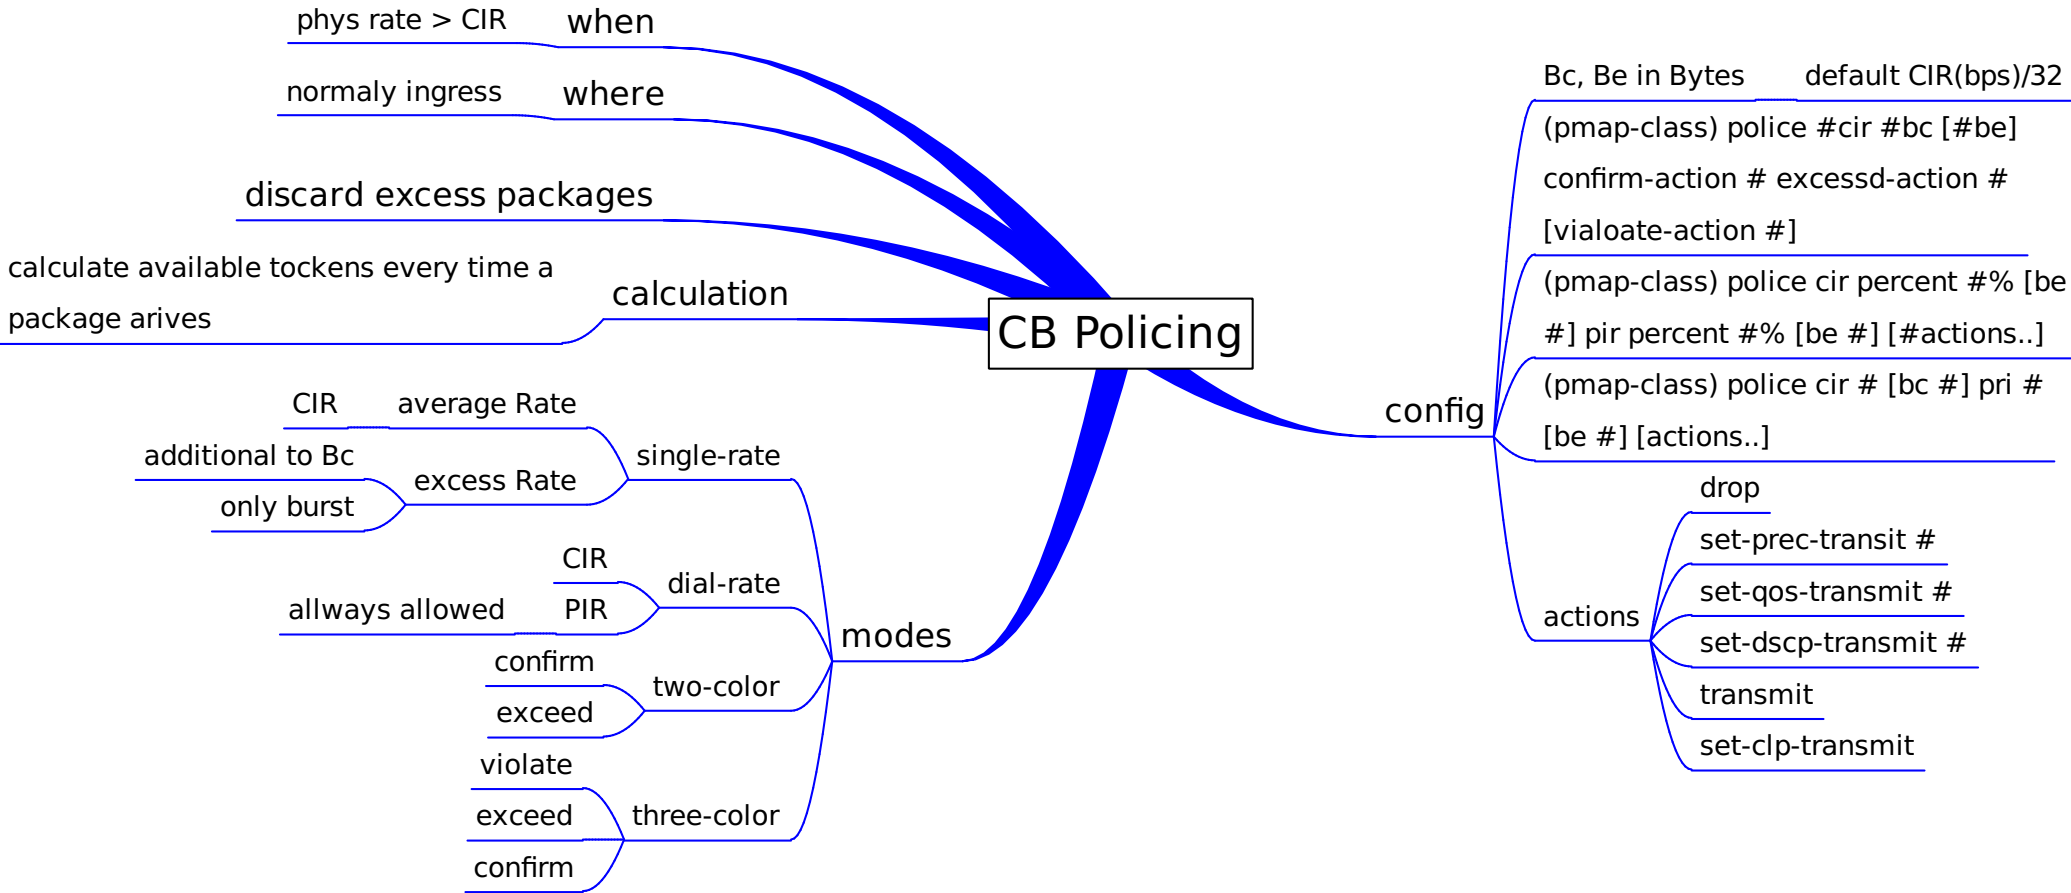 CB Policing
when
phys rate > CIR
where
normaly ingress
discard excess packages
calculation
calculate available tockens every time a
package arives
modes
single-rate
average Rate
CIR
excess Rate
additional to Bc
only burst
dial-rate
CIR
PIR
allways allowed
two-color
confirm
exceed
three-color
violate
exceed
confirm
config
Bc, Be in Bytes
default CIR(bps)/32
(pmap-class) police #cir #bc [#be]
confirm-action # excessd-action #
[vialoate-action #]
(pmap-class) police cir percent #% [be
#] pir percent #% [be #] [#actions..]
(pmap-class) police cir # [bc #] pri #
[be #] [actions..]
actions
drop
set-prec-transit #
set-qos-transmit #
set-dscp-transmit #
transmit
set-clp-transmit